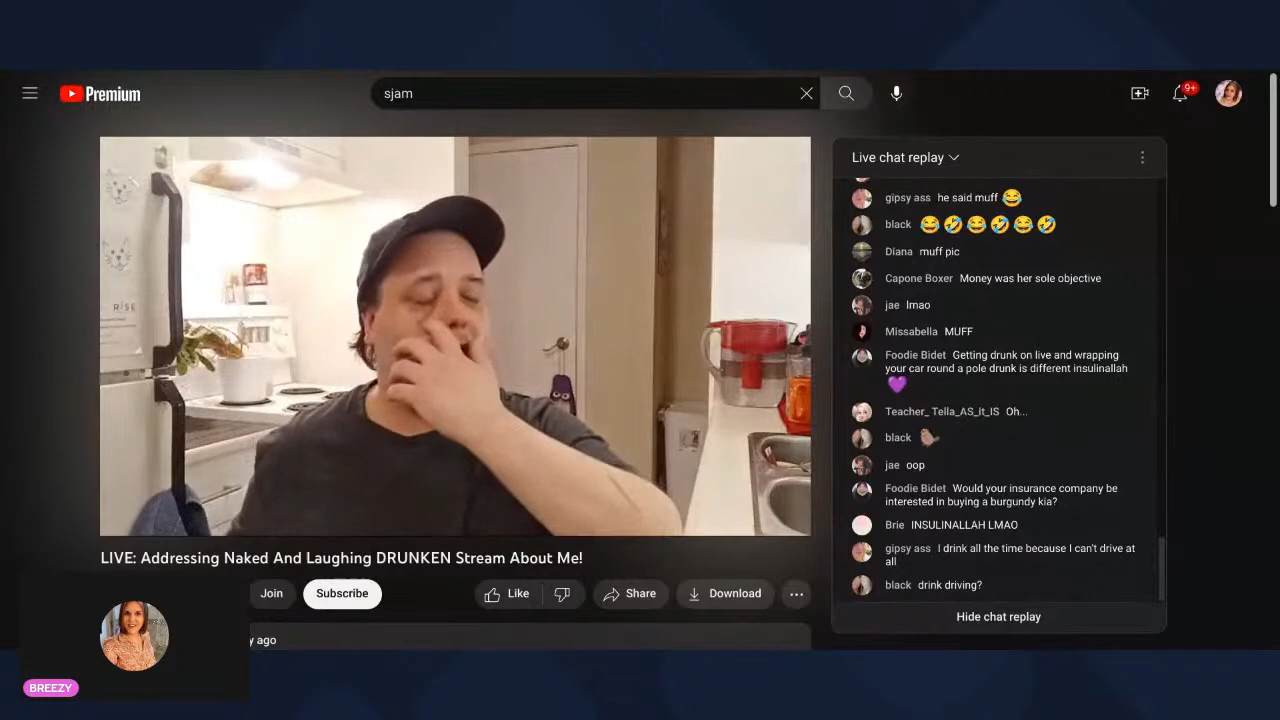 Premium
sjam
9+
RISE
Live chat replay
gipsy ass he said muff
black
Diana muff pic
Capone Boxer Money was her sole objective
jae lmao
Missabella MUFF
Foodie Bidet Getting drunk on live and wrapping
your car round a pole drunk is different insulinallah
Teacher_ Tella_AS_it_IS Oh...
black
jae oop
Foodie Bidet Would your insurance company be
interested in buying a burgundy kia?
Brie INSULINALLAH LMAO
gipsy ass I drink all the time because I can't drive at
all
black drink driving?
Hide chat replay
LIVE: Addressing Naked And Laughing DRUNKEN Stream About Me!
Join
Subscribe
Like
Share
Download
y ago
BREEZY